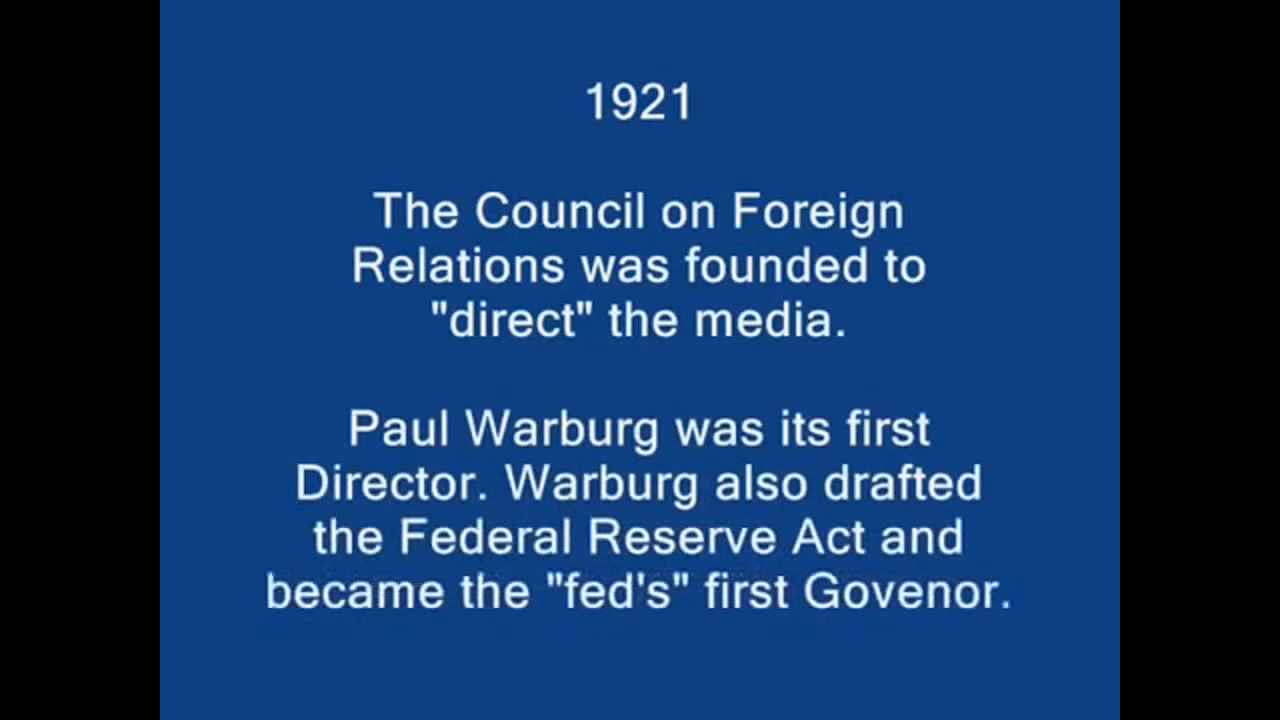 1921
The Council on Foreign
Relations was founded to
"direct" the media.
Paul Warburg was its first
Director. Warburg also drafted
the Federal Reserve Act and
became the "fed's" first Govenor.